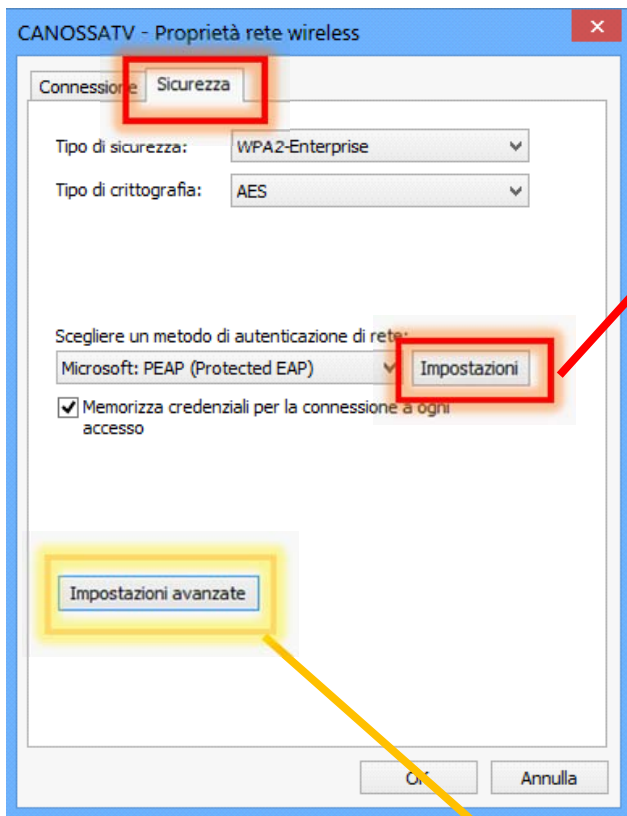 CANOSSATV - Proprietà rete wireless
Connessione
Sicurezza
Tipo di sicurezza:
WPA2-Enterprise
Tipo di crittografia:
AES
Scegliere un metodo di autenticazione di rete:
Microsoft: PEAP (Protected EAP)
Impostazioni
Memorizza credenziali per la connessione a ogni
accesso
Impostazioni avanzate
OK
Annulla